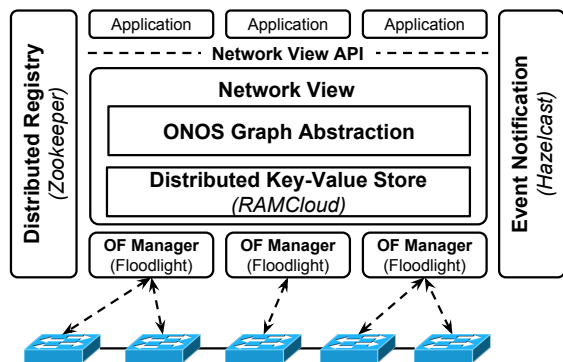 Application
Application
Application
Network View API
Distributed Registry
(Zookeeper)
Network View
ONOS Graph Abstraction
Distributed Key-Value Store
(RAMCloud)
Event Notification
(Hazelcast)
OF Manager
(Floodlight)
OF Manager
(Floodlight)
OF Manager
(Floodlight)